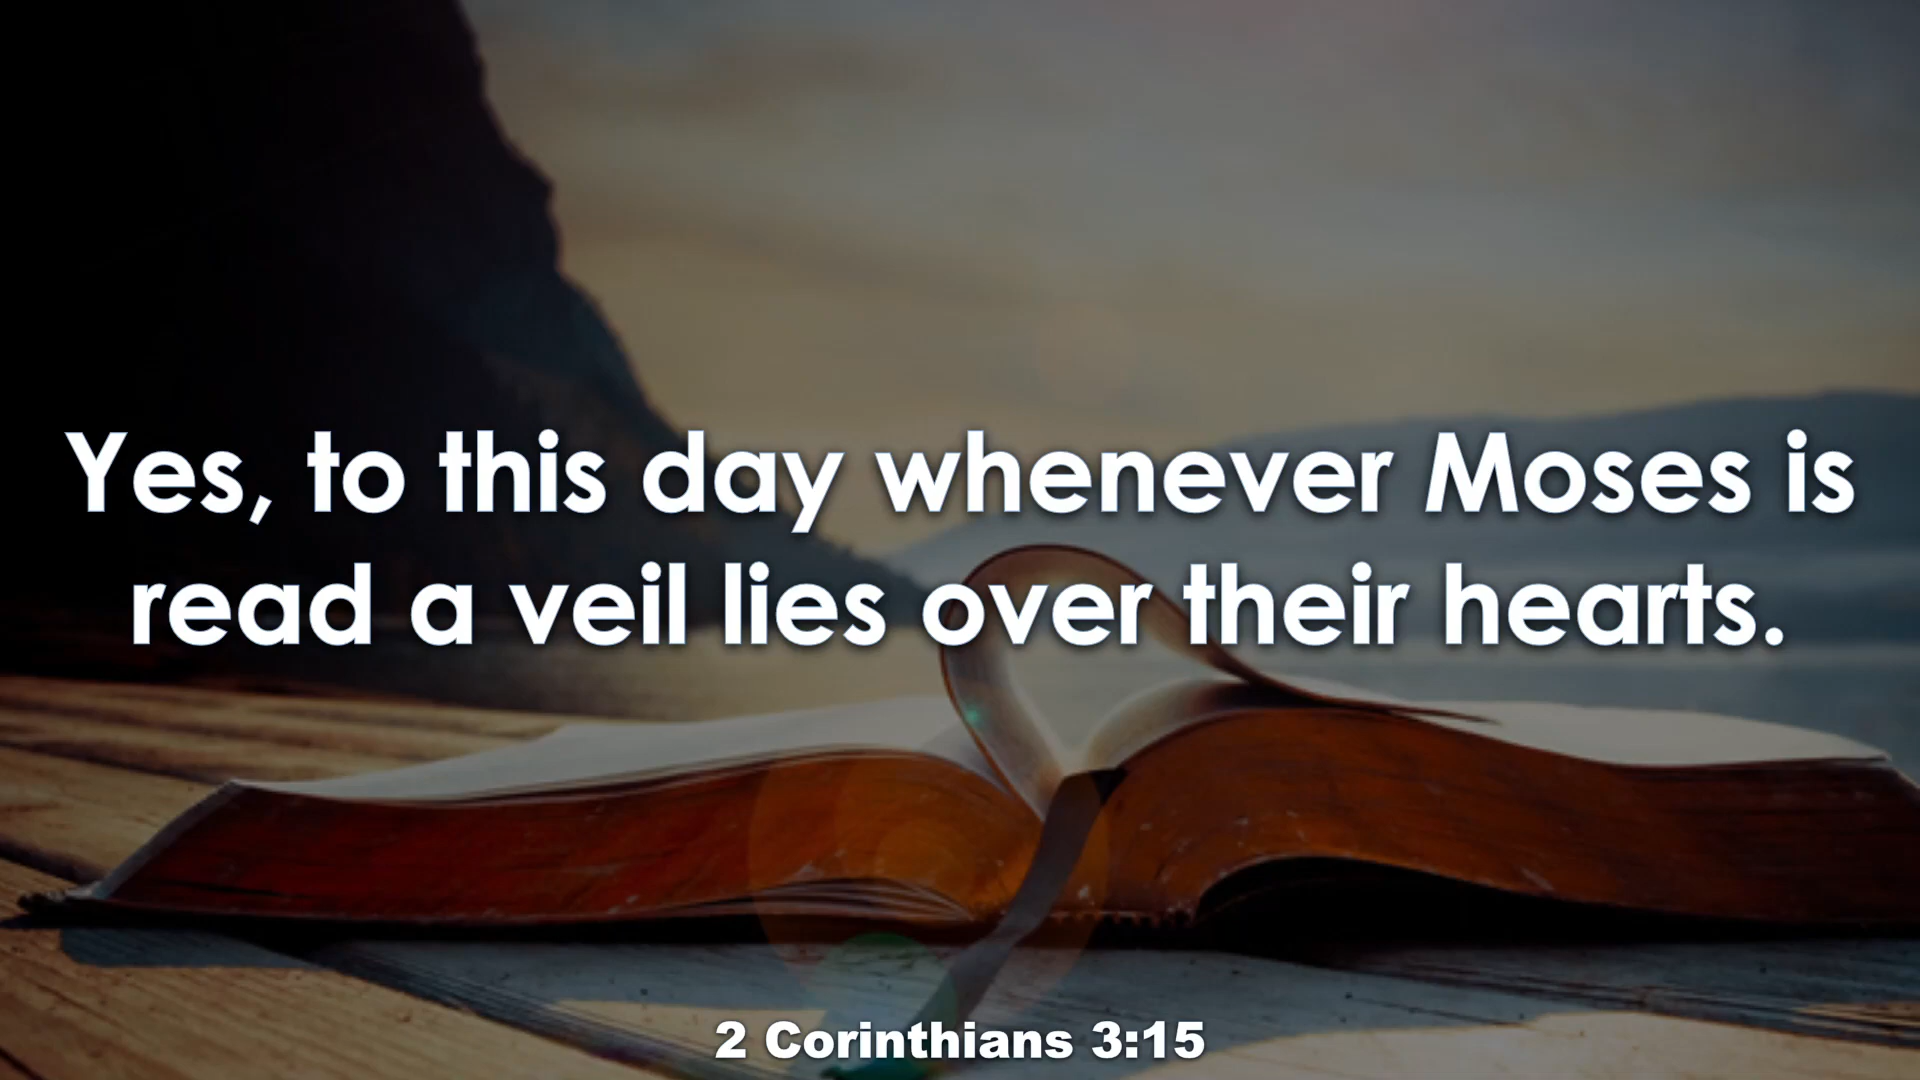 Yes, to this day whenever Moses is
read a veil lies over their hearts.
2 Corinthians 3:15